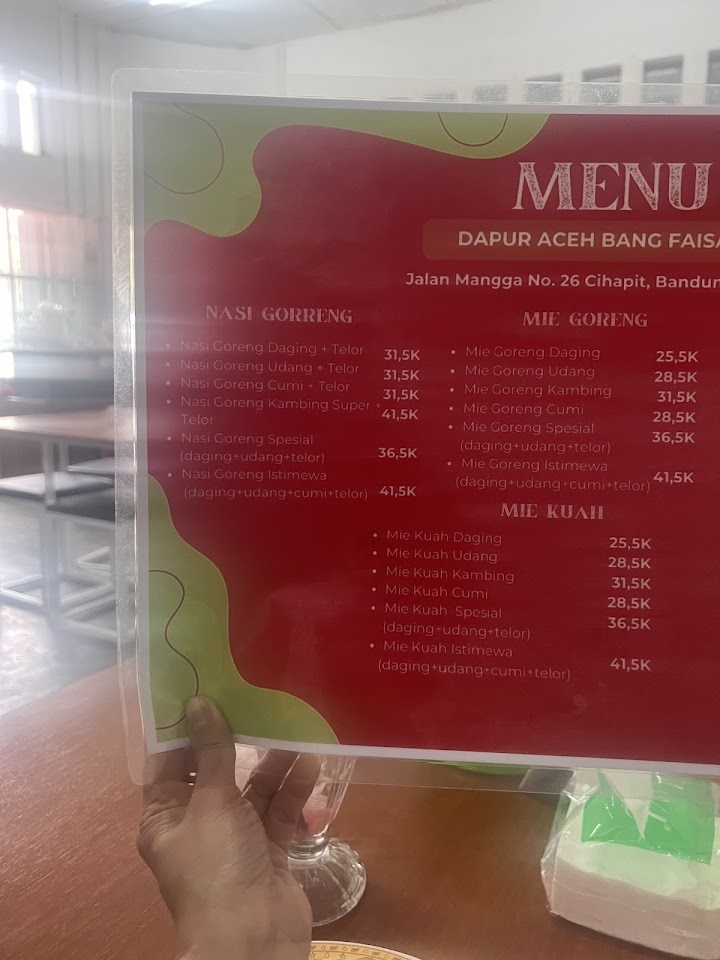 MENU
DAPUR ACEH BANG FAISA
Jalan Mangga No. 26 Cihapit, Bandun
NASI GORRENG
• Nasi Goreng Daging + Telor 31,5K
• Nasi Goreng Udang + Telor 31,5K
• Nasi Goreng Cumi + Telor 31,5K
• Nasi Goreng Kambing Super + 41,5K
Telor
• Nasi Goreng Spesial
(daging+udang+telor) 36,5K
• Nasi Goreng Istimewa
(daging+udang+cumi+telor) 41,5K
MIE GORENG
• Mie Goreng Daging 25,5K
• Mie Goreng Udang 28,5K
• Mie Goreng Kambing 31,5K
• Mie Goreng Cumi 28,5K
• Mie Goreng Spesial 36,5K
(daging+udang+telor)
• Mie Goreng Istimewa 41,5K
(daging+udang+cumi+telor)
MIE KUAH
• Mie Kuah Daging 25,5K
• Mie Kuah Udang 28,5K
• Mie Kuah Kambing 31,5K
• Mie Kuah Cumi 28,5K
• Mie Kuah Spesial 36,5K
(daging+udang+telor)
• Mie Kuah Istimewa
(daging+udang+cumi+telor) 41,5K